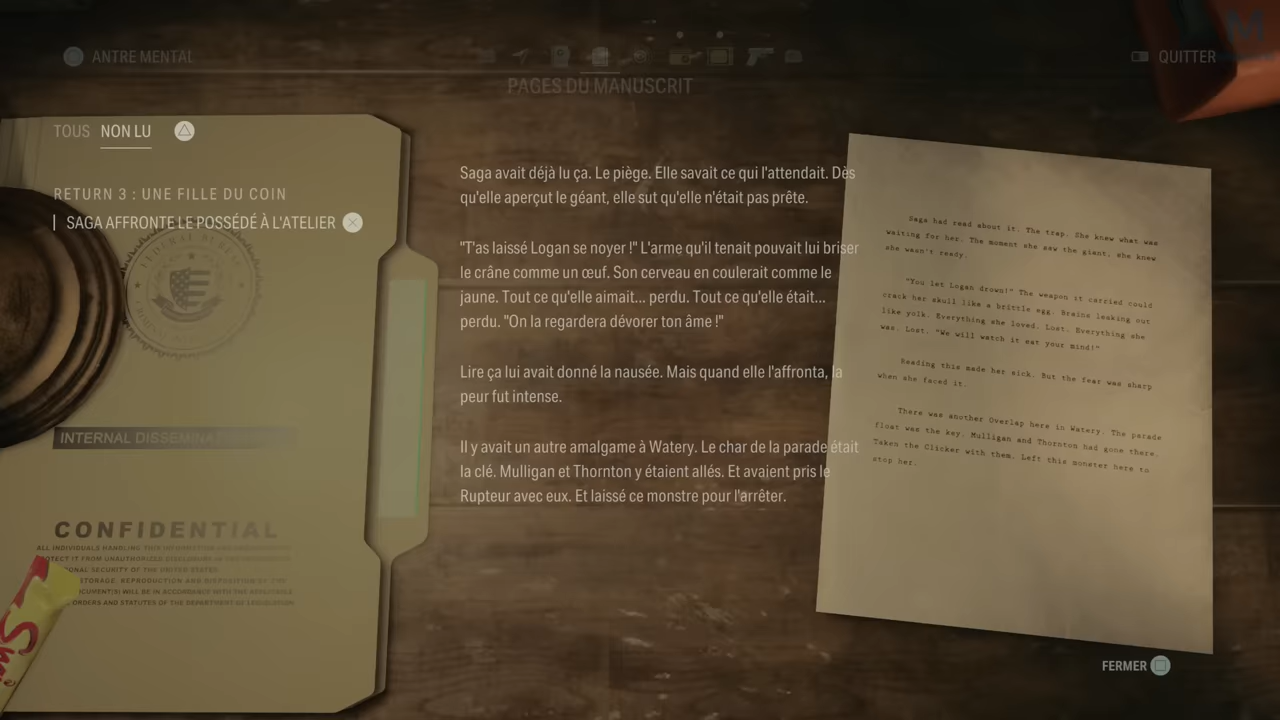 M
ANTRE MENTAL
QUITTER
PAGES DU MANUSCRIT
TOUS NON LU
RETURN 3 : UNE FILLE DU COIN
SAGA AFFRONTE LE POSSÉDÉ À L'ATELIER
INTERNAL
CONFIDENTIAL
Saga avait déjà lu ça. Le piège. Elle savait ce qui l'attendait. Dès
qu'elle aperçut le géant, elle sut qu'elle n'était pas prête.
"T'as laissé Logan se noyer !" L'arme qu'il tenait pouvait lui briser
le crâne comme un œuf. Son cerveau en coulerait comme le
jaune. Tout ce qu'elle aimait... perdu. Tout ce qu'elle était...
perdu. "On la regardera dévorer ton âme !"
Lire ça lui avait donné la nausée. Mais quand elle l'affronta, la
peur fut intense.
Il y avait un autre amalgame à Watery. Le char de la parade était
la clé. Mulligan et Thornton y étaient allés. Et avaient pris le
Rupteur avec eux. Et laissé ce monstre pour l'arrêter.
Saga had read about it. The trap. She knew what was
waiting for her. The moment she saw the giant, she knew
she wasn't ready.
"You let Logan drown!" The weapon it carried could
crack her skull like a brittle egg. Brains leaking out
like yolk. Everything she loved. Lost. Everything she
was. Lost. "We will watch it eat your mind!"
Reading this made her sick. But the fear was sharp
when she faced it.
There was another Overlap here in Watery. The parade
float was the key. Mulligan and Thornton had gone there.
Taken the Clicker with them. Left this monster here to
stop her.
FERMER